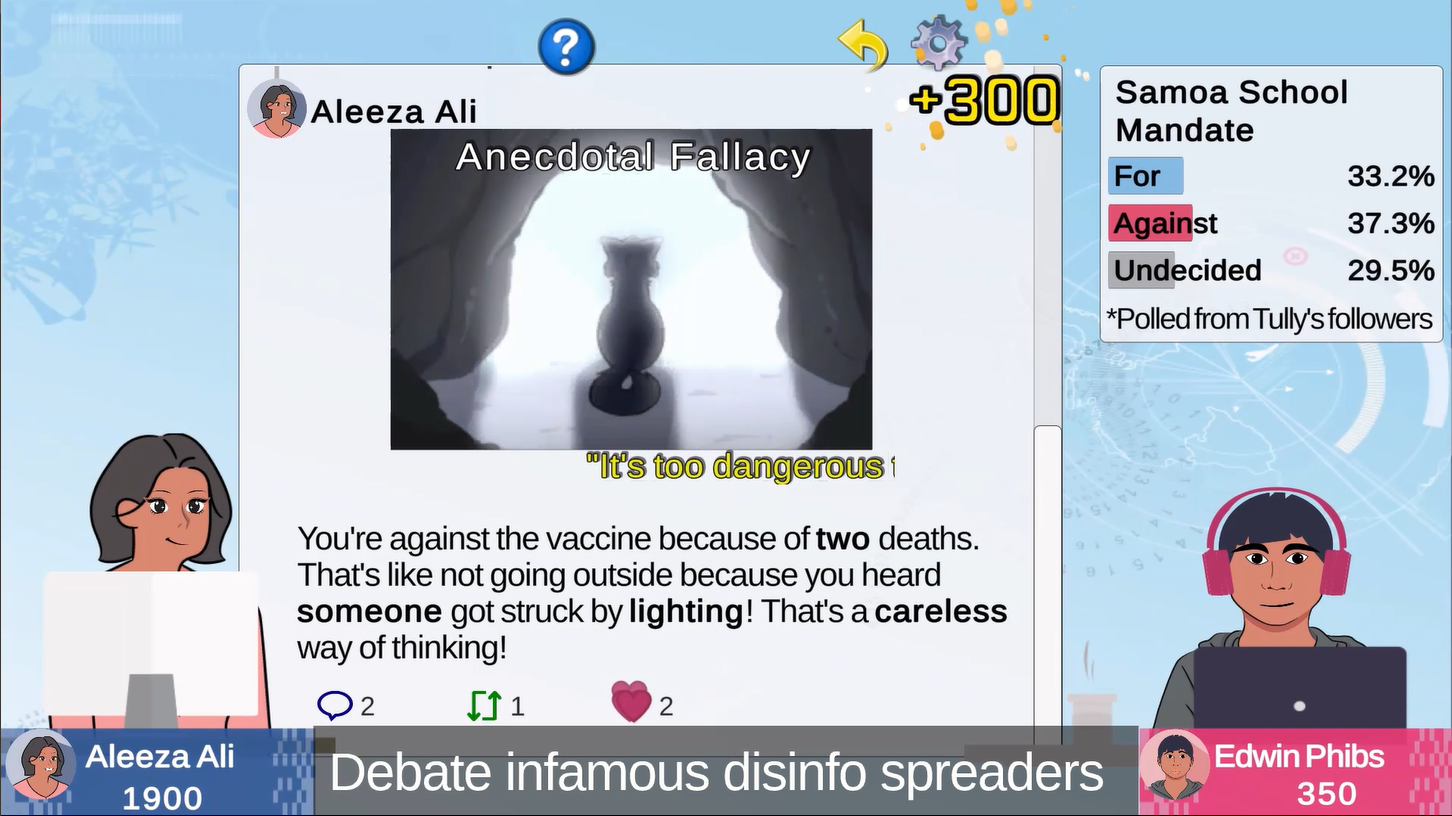 ?
Aleeza Ali
+300
Anecdotal Fallacy
"It's too dangerous
You're against the vaccine because of two deaths.
That's like not going outside because you heard
someone got struck by lighting! That's a careless
way of thinking!
2
1
2
Samoa School
Mandate
For 33.2%
Against 37.3%
Undecided 29.5%
*Polled from Tully's followers
Aleeza Ali
1900
Debate infamous disinfo spreaders
Edwin Phibs
350